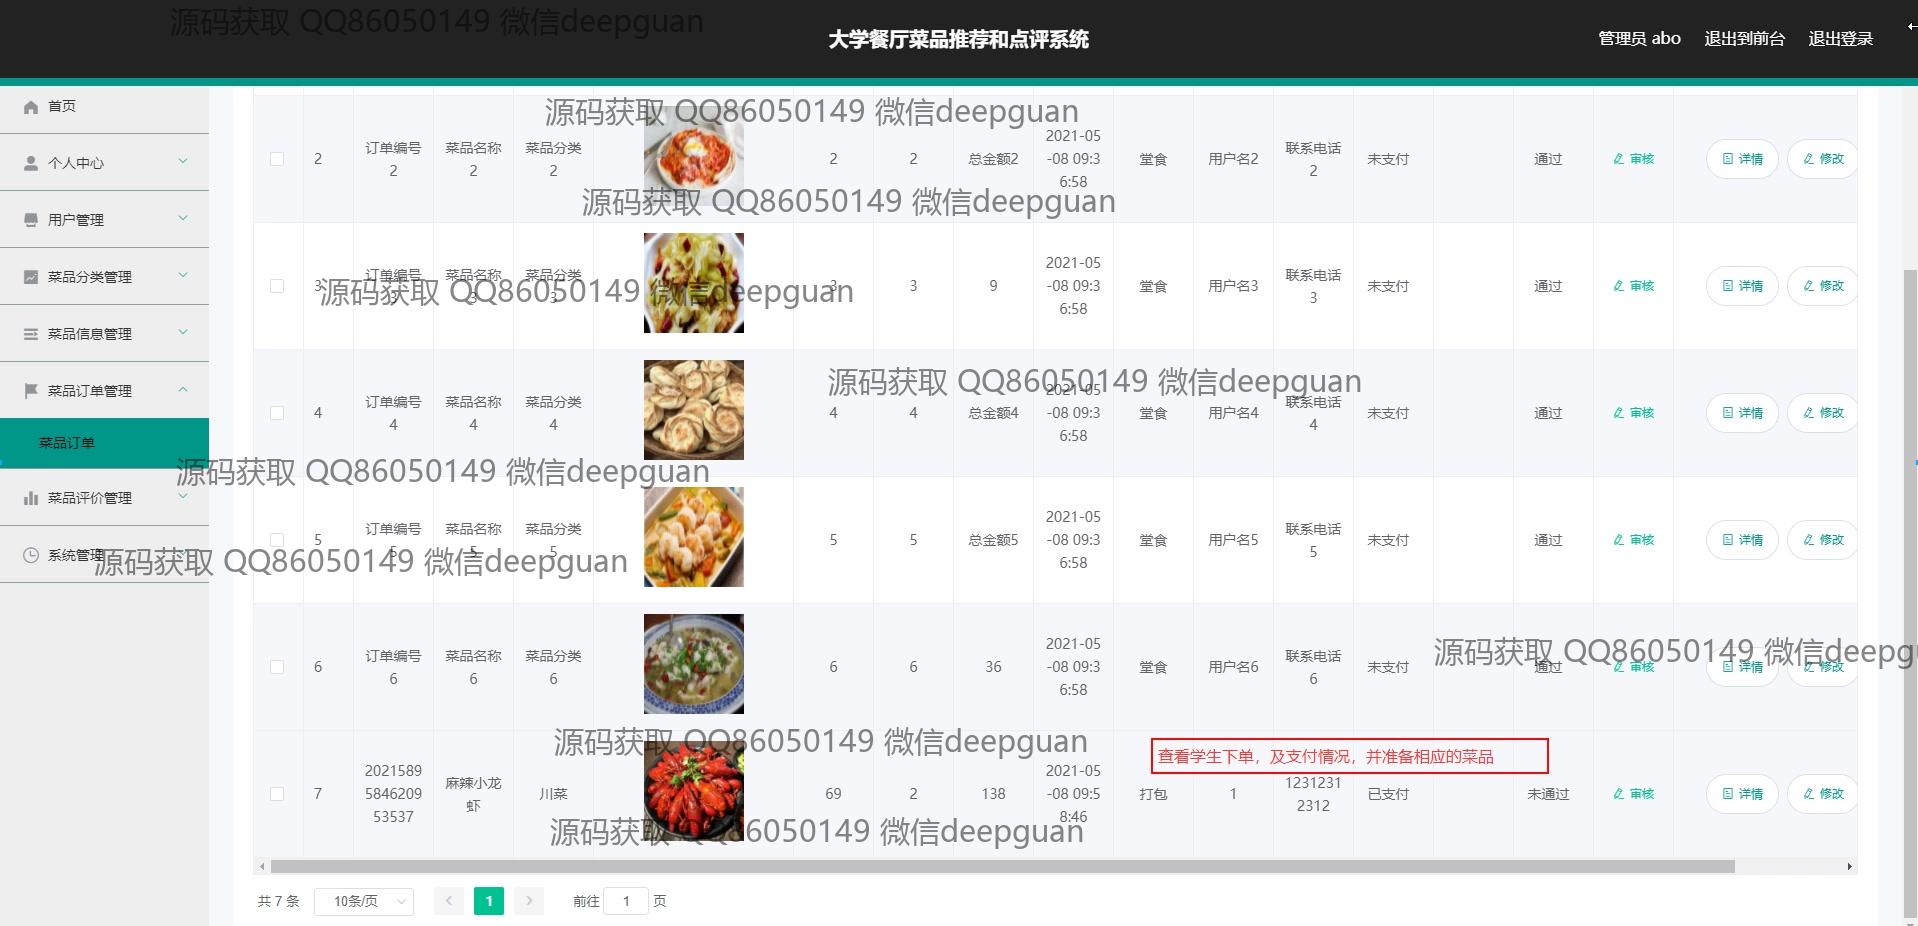 源码获取 QQ86050149 微信deepguan
大学餐厅菜品推荐和点评系统
管理员 abo 退出到前台 退出登录
首页
个人中心
用户管理
菜品分类管理
菜品信息管理
菜品订单管理
菜品订单
菜品评价管理
系统管理
源码获取 QQ86050149 微信deepguan
2 订单编号2 菜品名称2 菜品分类2 2 2 总金额2 2021-05-08 09:36:58 堂食 用户名2 联系电话2 未支付 通过 审核 详情 修改
源码获取 QQ86050149 微信deepguan
3 订单编号3 菜品名称3 菜品分类3 3 3 9 2021-05-08 09:36:58 堂食 用户名3 联系电话3 未支付 通过 审核 详情 修改
源码获取 QQ86050149 微信deepguan
源码获取 QQ86050149 微信deepguan
4 订单编号4 菜品名称4 菜品分类4 4 4 总金额4 2021-05-08 09:36:58 堂食 用户名4 联系电话4 未支付 通过 审核 详情 修改
源码获取 QQ86050149 微信deepguan
5 订单编号5 菜品名称5 菜品分类5 5 5 总金额5 2021-05-08 09:36:58 堂食 用户名5 联系电话5 未支付 通过 审核 详情 修改
源码获取 QQ86050149 微信deepguan
6 订单编号6 菜品名称6 菜品分类6 6 6 36 2021-05-08 09:36:58 堂食 用户名6 联系电话6 未支付 通过 审核 详情 修改
源码获取 QQ86050149 微信deepg
源码获取 QQ86050149 微信deepguan
查看学生下单，及支付情况，并准备相应的菜品
7 2021589584620953537 麻辣小龙虾 川菜 69 2 138 2021-05-08 09:58:46 打包 1 12312312312 已支付 未通过 审核 详情 修改
源码获取 QQ86050149 微信deepguan
共 7 条 10条/页 1 前往 1 页